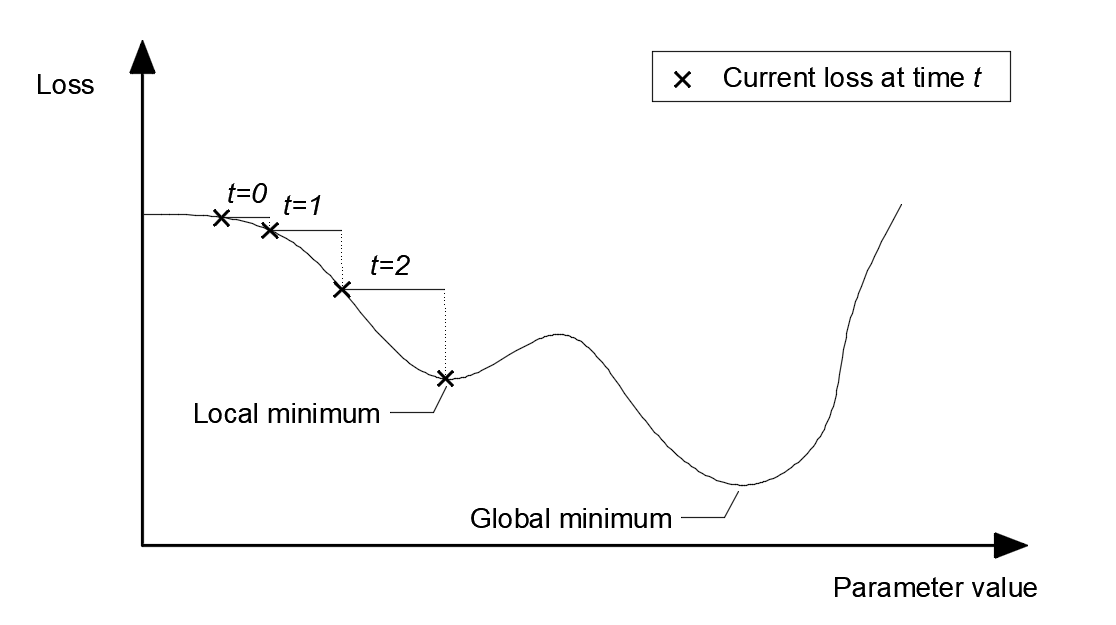 Loss
Current loss at time t
t=0
t=1
t=2
Local minimum
Global minimum
Parameter value